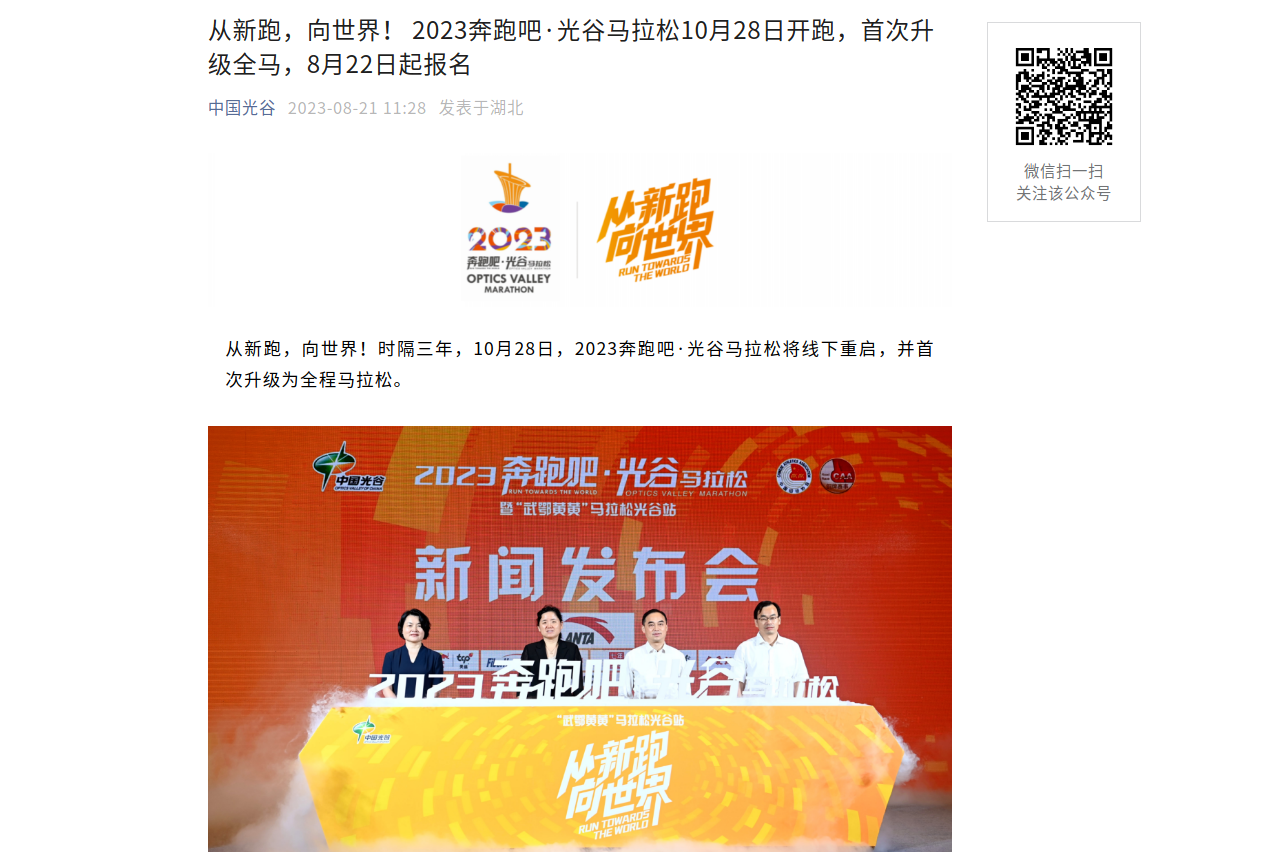 从新跑，向世界！ 2023奔跑吧·光谷马拉松10月28日开跑，首次升
级全马，8月22日起报名
中国光谷 2023-08-21 11:28 发表于湖北
微信扫一扫
关注该公众号
2023
奔跑吧·光谷马拉松
OPTICS VALLEY
MARATHON
从新跑
向世界
RUN TOWARDS
THE WORLD
从新跑，向世界！时隔三年，10月28日，2023奔跑吧·光谷马拉松将线下重启，并首
次升级为全程马拉松。
中国光谷
OPTICS VALLEY OF CHINA
2023奔跑吧·光谷马拉松
RUN TOWARDS THE WORLD OPTICS VALLEY MARATHON
暨“武鄂黄黄”马拉松光谷站
新闻发布会
ANTA
2023奔跑吧
光谷马拉松
“武鄂黄黄”马拉松光谷站
中国光谷
从新跑
向世界
RUN TOWARDS
THE WORLD